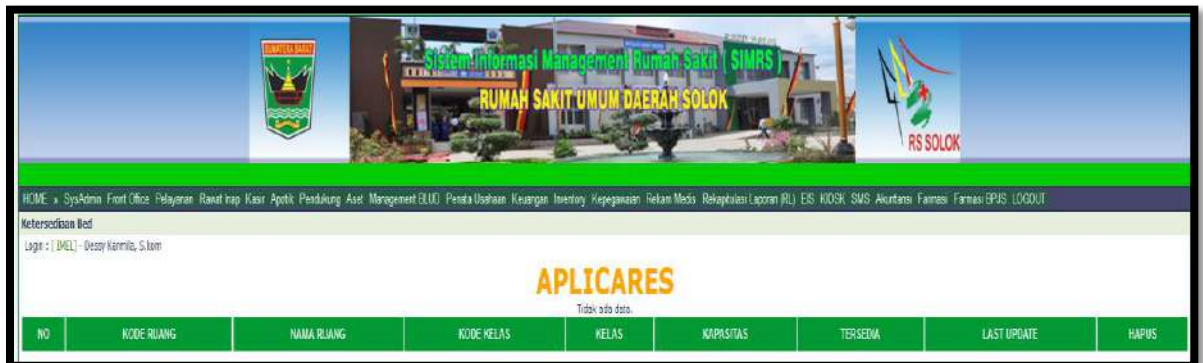 SUMATERA BARAT
Sistem Informasi Management Rumah Sakit ( SIMRS )
RUMAH SAKIT UMUM DAERAH SOLOK
RS SOLOK
HOME » SysAdmin Front Office Pelayanan Rawat Inap Kasir Apotik Pendukung Aset Management BLUD Penata Usahaan Keuangan Inventory Kepegawaian Rekam Medis Rekapitulasi Laporan (RL) EIS KIOSK SMS Akuntansi Farmasi Farmasi BPJS LOGOUT
Ketersediaan Bed
Login : [ IMEL] - Dessy Karmila, S.kom
APLICARES
Tidak ada data.
NO KODE RUANG NAMA RUANG KODE KELAS KELAS KAPASITAS TERSEDIA LAST UPDATE HAPUS